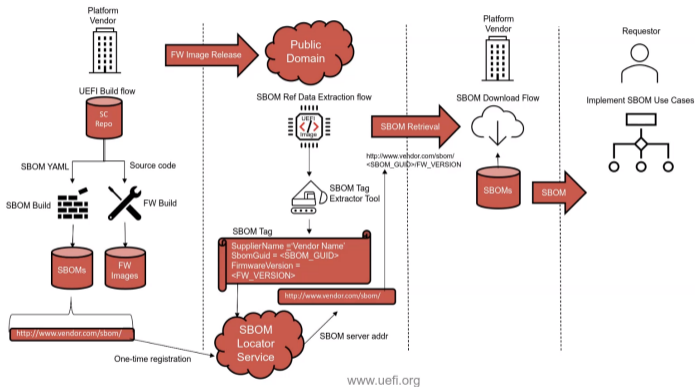 Platform
Vendor
UEFI Build flow
SC
Repo
SBOM YAML
Source code
SBOM Build
FW Build
SBOMs
FW
Images
http://www.vendor.com/sbom/
One-time registration
FW Image Release
Public
Domain
SBOM Ref Data Extraction flow
UEFI
</>
Image
SBOM Tag
Extractor Tool
SBOM Tag
SupplierName ='Vendor Name'
SbomGuid = <SBOM_GUID>
FirmwareVersion =
<FW_VERSION>
http://www.vendor.com/sbom/
SBOM
Locator
Service
SBOM server addr
SBOM Retrieval
http://www.vendor.com/sbom/
<SBOM_GUID>/FW_VERSION
Platform
Vendor
SBOM Download Flow
SBOMs
SBOM
Requestor
Implement SBOM Use Cases
www.uefi.org